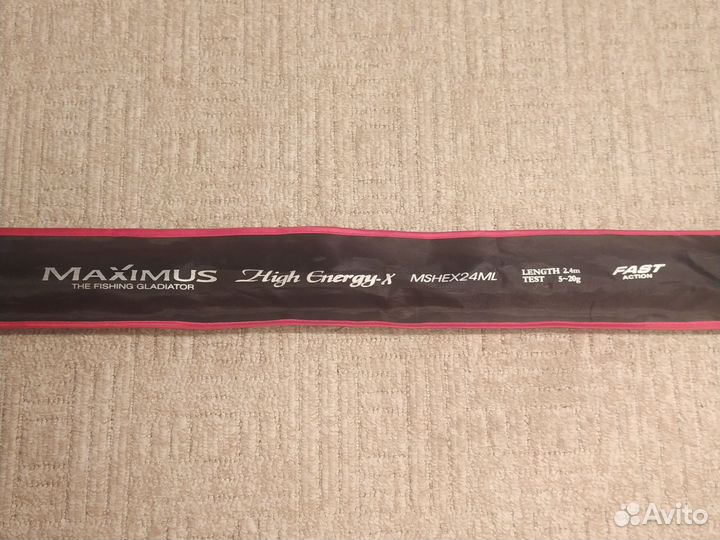 MAXIMUS
THE FISHING GLADIATOR
High Energy-X
MSHEX24ML
LENGTH 2.4m
TEST 5~20g
FAST
ACTION
Avito